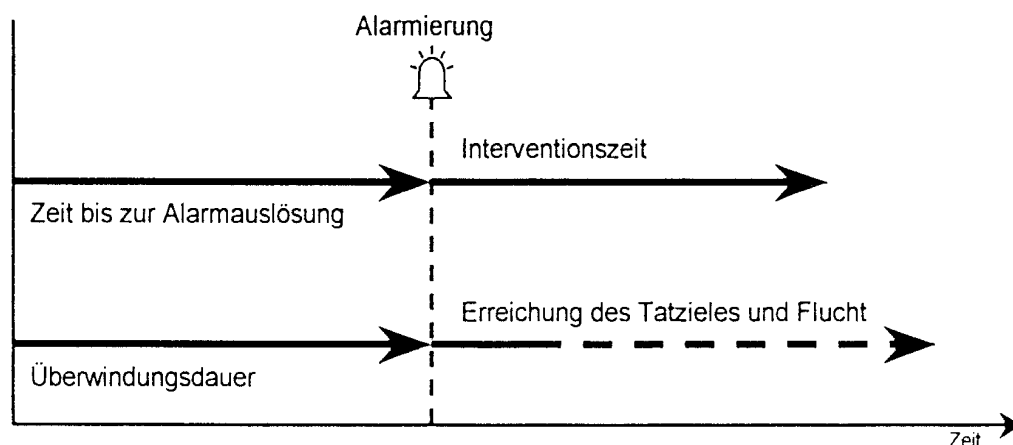 Alarmierung
Interventionszeit
Zeit bis zur Alarmauslösung
Erreichung des Tatzieles und Flucht
Überwindungsdauer
Zeit